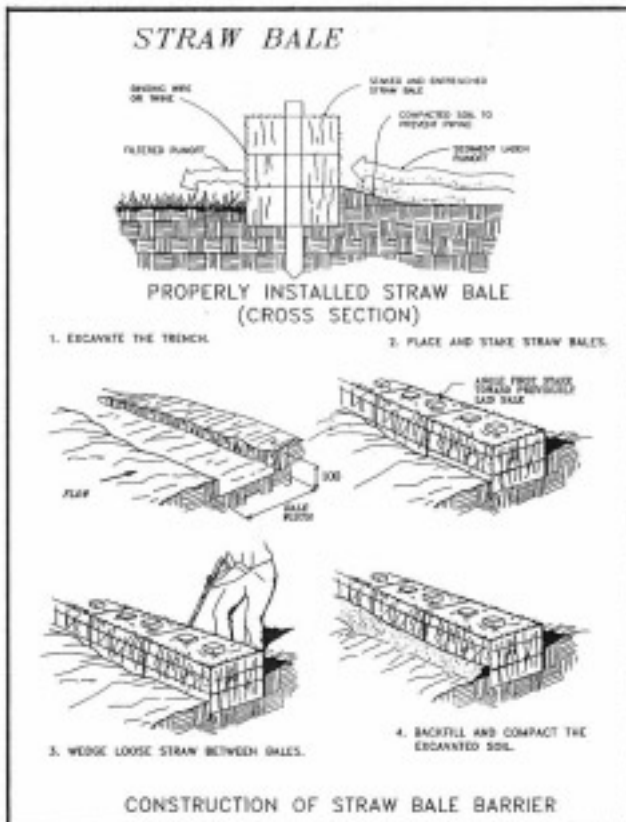 STRAW BALE
BINDING WIRE
OR TWINE
STAKED AND ENTRENCHED
STRAW BALE
COMPACTED SOIL TO
PREVENT PIPING
FILTERED RUNOFF
SEDIMENT LADEN
RUNOFF
PROPERLY INSTALLED STRAW BALE
(CROSS SECTION)
1. EXCAVATE THE TRENCH.
2. PLACE AND STAKE STRAW BALES.
ANGLE FIRST STAKE
TOWARD PREVIOUSLY
LAID BALE
FLOW
BALE
WIDTH
3. WEDGE LOOSE STRAW BETWEEN BALES.
4. BACKFILL AND COMPACT THE
EXCAVATED SOIL.
CONSTRUCTION OF STRAW BALE BARRIER